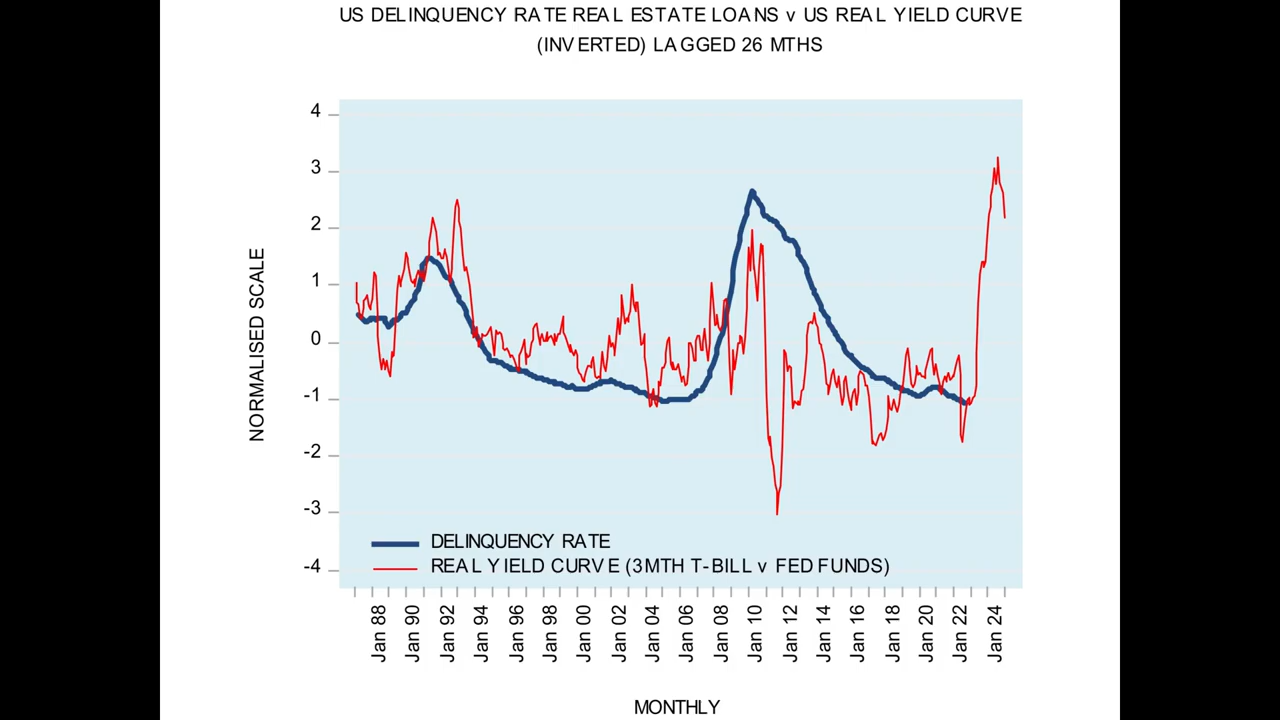 US DELINQUENCY RATE REAL ESTATE LOANS v US REAL YIELD CURVE
(INVERTED) LAGGED 26 MTHS
4
3
2
1
0
-1
-2
-3
-4
NORMALISED SCALE
DELINQUENCY RATE
REAL YIELD CURVE (3MTH T-BILL v FED FUNDS)
Jan 88
Jan 90
Jan 92
Jan 94
Jan 96
Jan 98
Jan 00
Jan 02
Jan 04
Jan 06
Jan 08
Jan 10
Jan 12
Jan 14
Jan 16
Jan 18
Jan 20
Jan 22
Jan 24
MONTHLY